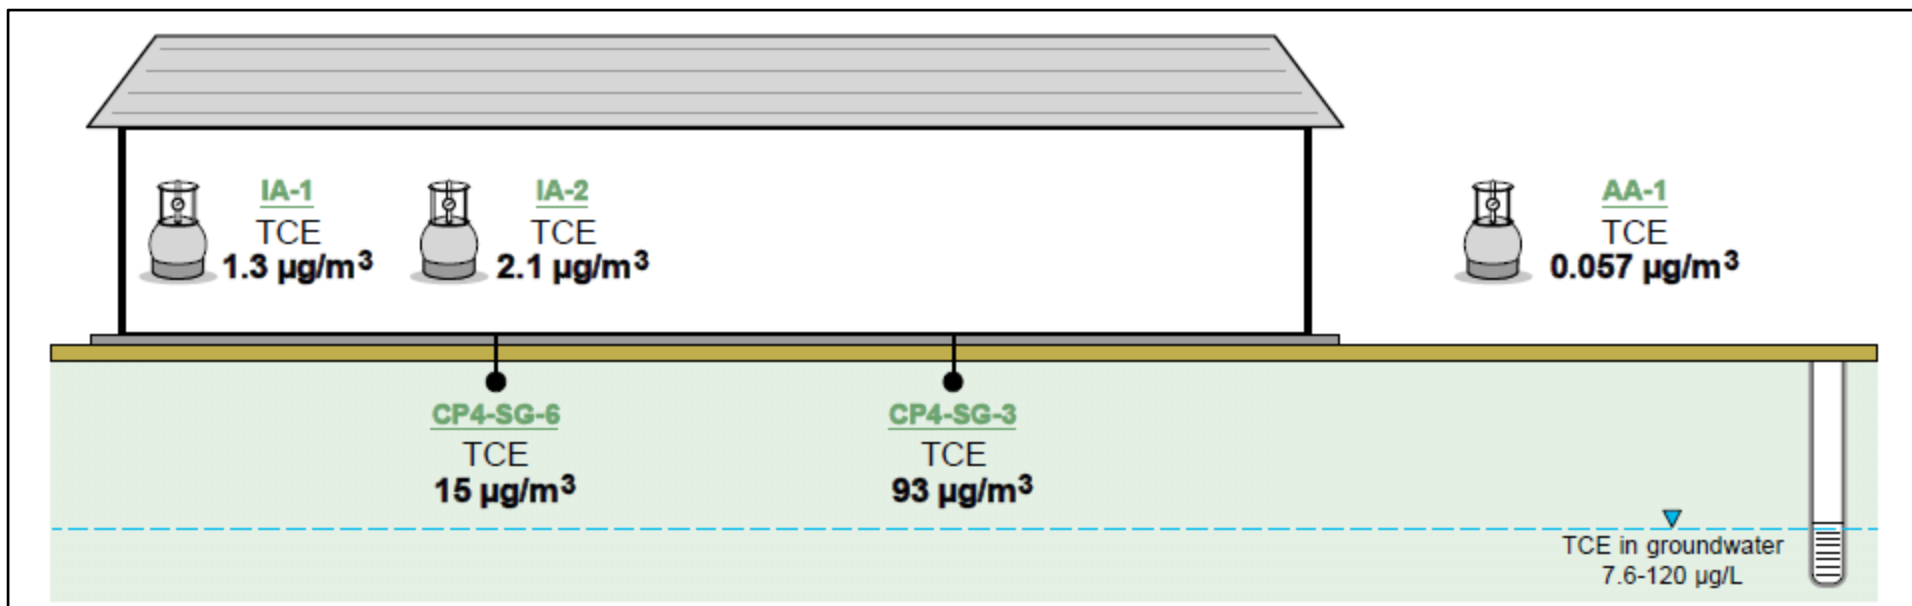 IA-1
TCE
1.3 µg/m³
IA-2
TCE
2.1 µg/m³
AA-1
TCE
0.057 µg/m³
CP4-SG-6
TCE
15 µg/m³
CP4-SG-3
TCE
93 µg/m³
TCE in groundwater
7.6-120 µg/L